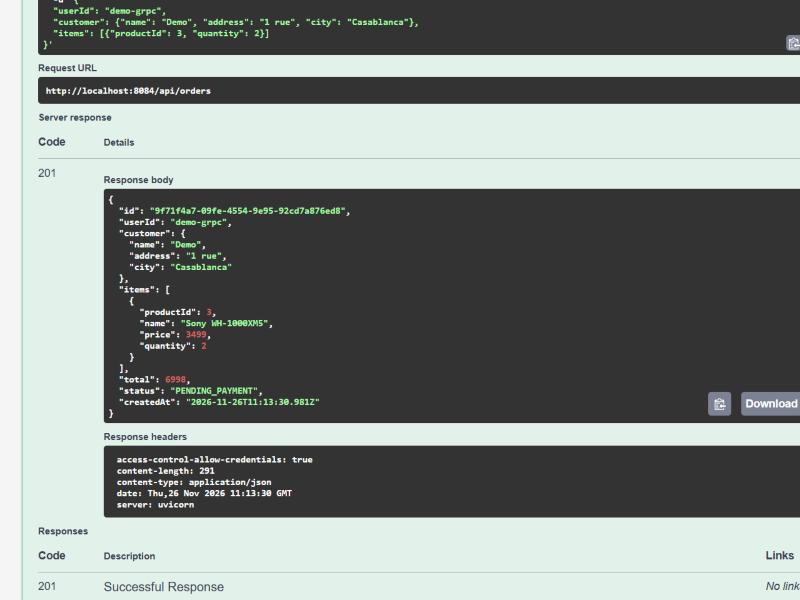 "userId": "demo-grpc",
"customer": {"name": "Demo", "address": "1 rue", "city": "Casablanca"},
"items": [{"productId": 3, "quantity": 2}]
}'
Request URL
http://localhost:8084/api/orders
Server response
Code Details
201
Response body
{
"id": "9f71f4a7-09fe-4554-9e95-92cd7a876ed8",
"userId": "demo-grpc",
"customer": {
"name": "Demo",
"address": "1 rue",
"city": "Casablanca"
},
"items": [
{
"productId": 3,
"name": "Sony WH-1000XM5",
"price": 3499,
"quantity": 2
}
],
"total": 6998,
"status": "PENDING_PAYMENT",
"createdAt": "2026-11-26T11:13:30.981Z"
}
Download
Response headers
access-control-allow-credentials: true
content-length: 291
content-type: application/json
date: Thu,26 Nov 2026 11:13:30 GMT
server: uvicorn
Responses
Code Description Links
201 Successful Response No